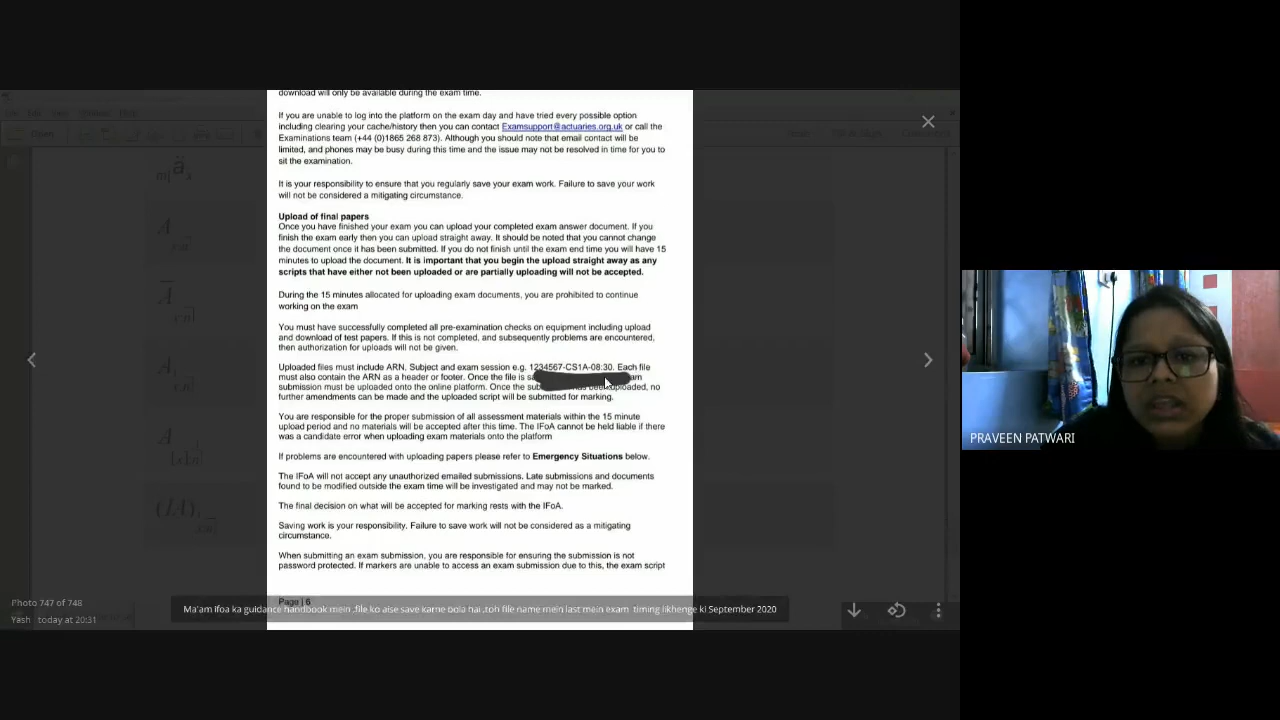 download will only be available during the exam time.
If you are unable to log into the platform on the exam day and have tried every possible option
including clearing your cache/history then you can contact Examsupport@actuaries.org.uk or call the
Examinations team (+44 (0)1865 268 873). Although you should note that email contact will be
limited, and phones may be busy during this time and the issue may not be resolved in time for you to
sit the examination.
It is your responsibility to ensure that you regularly save your exam work. Failure to save your work
will not be considered a mitigating circumstance.
Upload of final papers
Once you have finished your exam you can upload your completed exam answer document. If you
finish the exam early then you can upload straight away. It should be noted that you cannot change
the document once it has been submitted. If you do not finish until the exam end time you will have 15
minutes to upload the document. It is important that you begin the upload straight away as any
scripts that have either not been uploaded or are partially uploading will not be accepted.
During the 15 minutes allocated for uploading exam documents, you are prohibited to continue
working on the exam
You must have successfully completed all pre-examination checks on equipment including upload
and download of test papers. If this is not completed, and subsequently problems are encountered,
then authorization for uploads will not be given.
Uploaded files must include ARN, Subject and exam session e.g. 1234567-CS1A-08:30. Each file
must also contain the ARN as a header or footer. Once the file is
submission must be uploaded onto the online platform. Once the uploaded, no
further amendments can be made and the uploaded script will be submitted for marking.
You are responsible for the proper submission of all assessment materials within the 15 minute
upload period and no materials will be accepted after this time. The IFoA cannot be held liable if there
was a candidate error when uploading exam materials onto the platform
If problems are encountered with uploading papers please refer to Emergency Situations below.
The IFoA will not accept any unauthorized emailed submissions. Late submissions and documents
found to be modified outside the exam time will be investigated and may not be marked.
The final decision on what will be accepted for marking rests with the IFoA.
Saving work is your responsibility. Failure to save work will not be considered as a mitigating
circumstance.
When submitting an exam submission, you are responsible for ensuring the submission is not
password protected. If markers are unable to access an exam submission due to this, the exam script
Page | 6
Ma'am ifoa ka guidance handbook mein ,file ko aise save karne bola hai ,toh file name mein last mein exam timing likhenge ki September 2020
Photo 747 of 748
Yash today at 20:31
PRAVEEN PATWARI